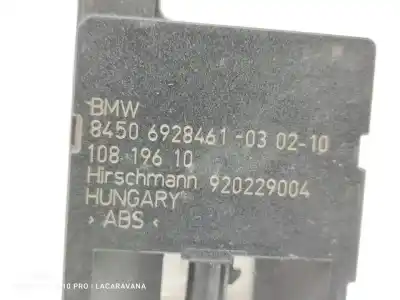 BMW
8450 6928461-03 02-10
108 196 10
Hirschmann 920229004
HUNGARY
> ABS <
10 PRO | LACARAVANA